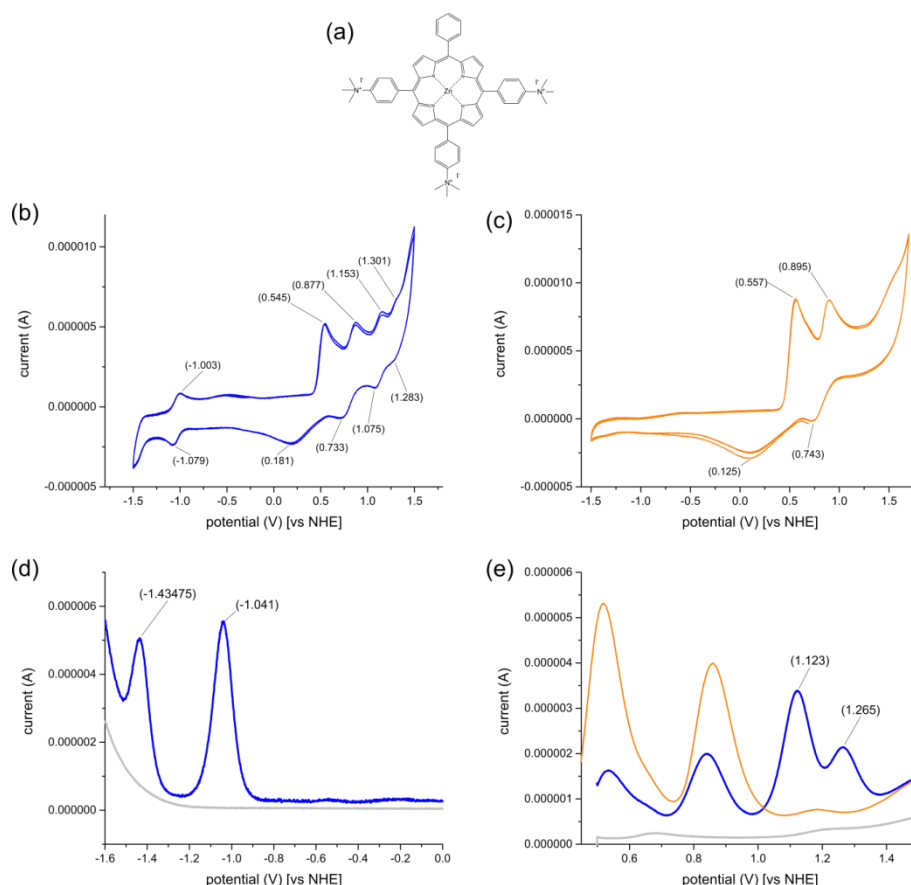 (a)
I-
N+
Zn
N
N
N
N
I-
N+
I-
N+
(b)
0.000010
0.000005
0.000000
-0.000005
current (A)
(-1.003)
(0.545)
(0.877)
(1.153)
(1.301)
(-1.079)
(0.181)
(0.733)
(1.075)
(1.283)
-1.5 -1.0 -0.5 0.0 0.5 1.0 1.5
potential (V) [vs NHE]
(c)
0.000015
0.000010
0.000005
0.000000
-0.000005
current (A)
(0.557)
(0.895)
(0.125)
(0.743)
-1.5 -1.0 -0.5 0.0 0.5 1.0 1.5
potential (V) [vs NHE]
(d)
0.000006
0.000004
0.000002
0.000000
current (A)
(-1.43475)
(-1.041)
-1.6 -1.4 -1.2 -1.0 -0.8 -0.6 -0.4 -0.2 0.0
potential (V) [vs NHE]
(e)
0.000006
0.000005
0.000004
0.000003
0.000002
0.000001
0.000000
current (A)
(1.123)
(1.265)
0.6 0.8 1.0 1.2 1.4
potential (V) [vs NHE]